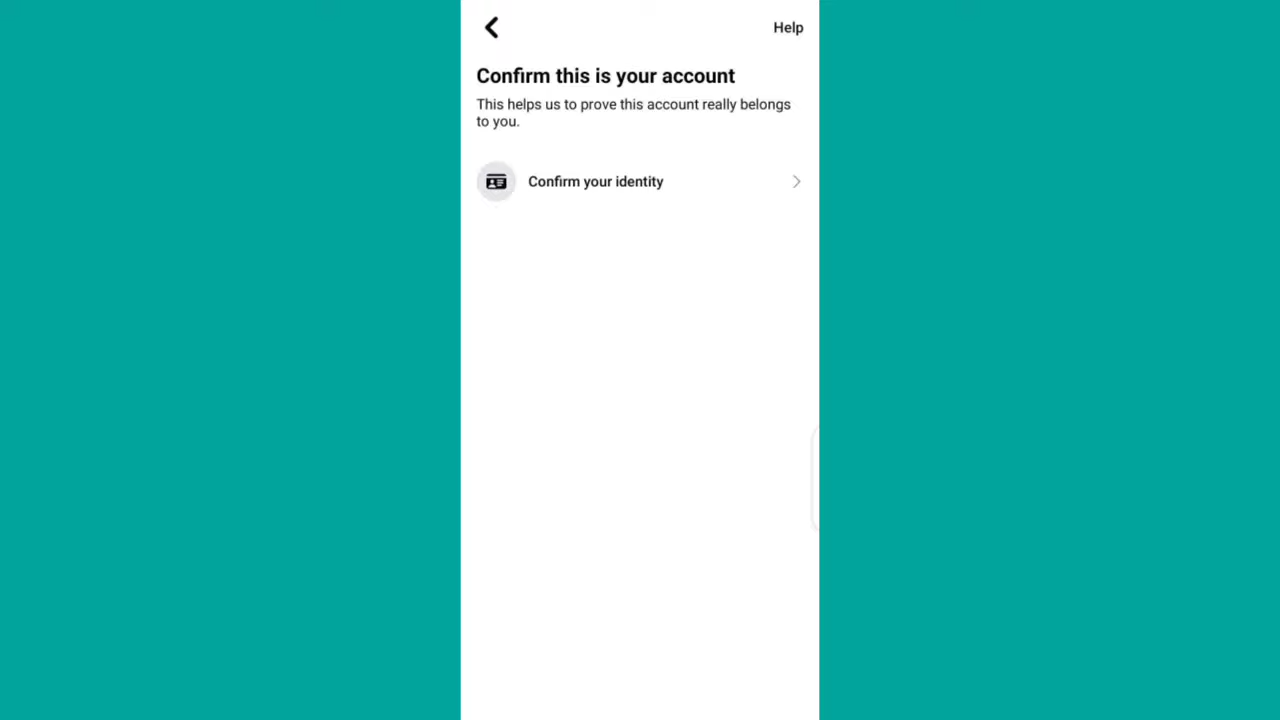 Help
Confirm this is your account
This helps us to prove this account really belongs
to you.
Confirm your identity